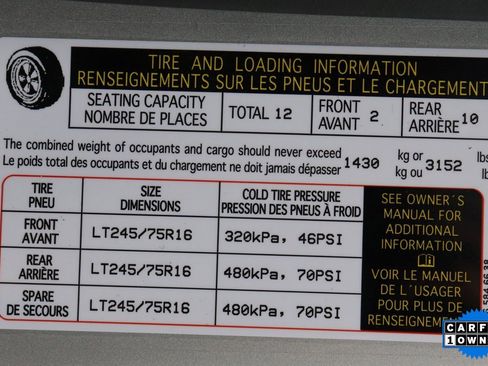 TIRE AND LOADING INFORMATION
RENSEIGNEMENTS SUR LES PNEUS ET LE CHARGEMENT
SEATING CAPACITY
NOMBRE DE PLACES
TOTAL 12
FRONT
AVANT 2
REAR
ARRIÈRE 10
The combined weight of occupants and cargo should never exceed
Le poids total des occupants et du chargement ne doit jamais dépasser
1430
kg or
kg ou
3152
TIRE
PNEU
SIZE
DIMENSIONS
COLD TIRE PRESSURE
PRESSION DES PNEUS À FROID
FRONT
AVANT
LT245/75R16
320kPa, 46PSI
REAR
ARRIÈRE
LT245/75R16
480kPa, 70PSI
SPARE
DE SECOURS
LT245/75R16
480kPa, 70PSI
SEE OWNER'S
MANUAL FOR
ADDITIONAL
INFORMATION
VOIR LE MANUEL
DE L'USAGER
POUR PLUS DE
RENSEIGNEMENTS
CARF
1 OWN